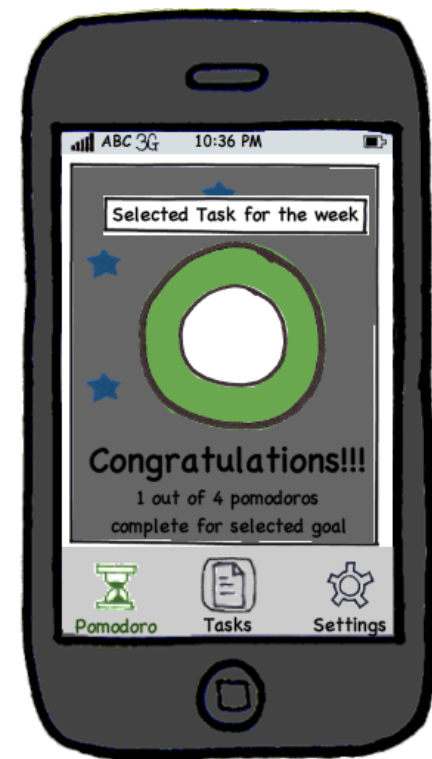 ABC 3G 10:36 PM
Selected Task for the week
Congratulations!!!
1 out of 4 pomodoros
complete for selected goal
Pomodoro Tasks Settings